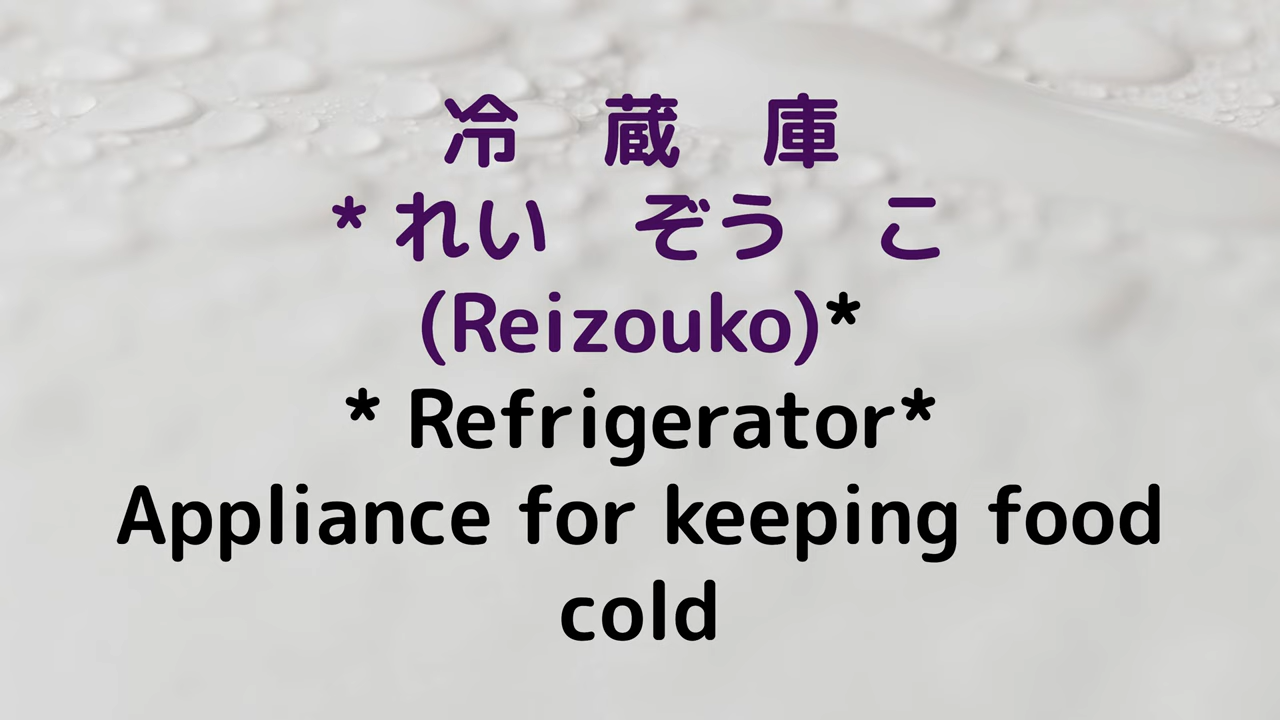 冷　蔵　庫
* れい　ぞう　こ
(Reizouko)*
* Refrigerator*
Appliance for keeping food
cold